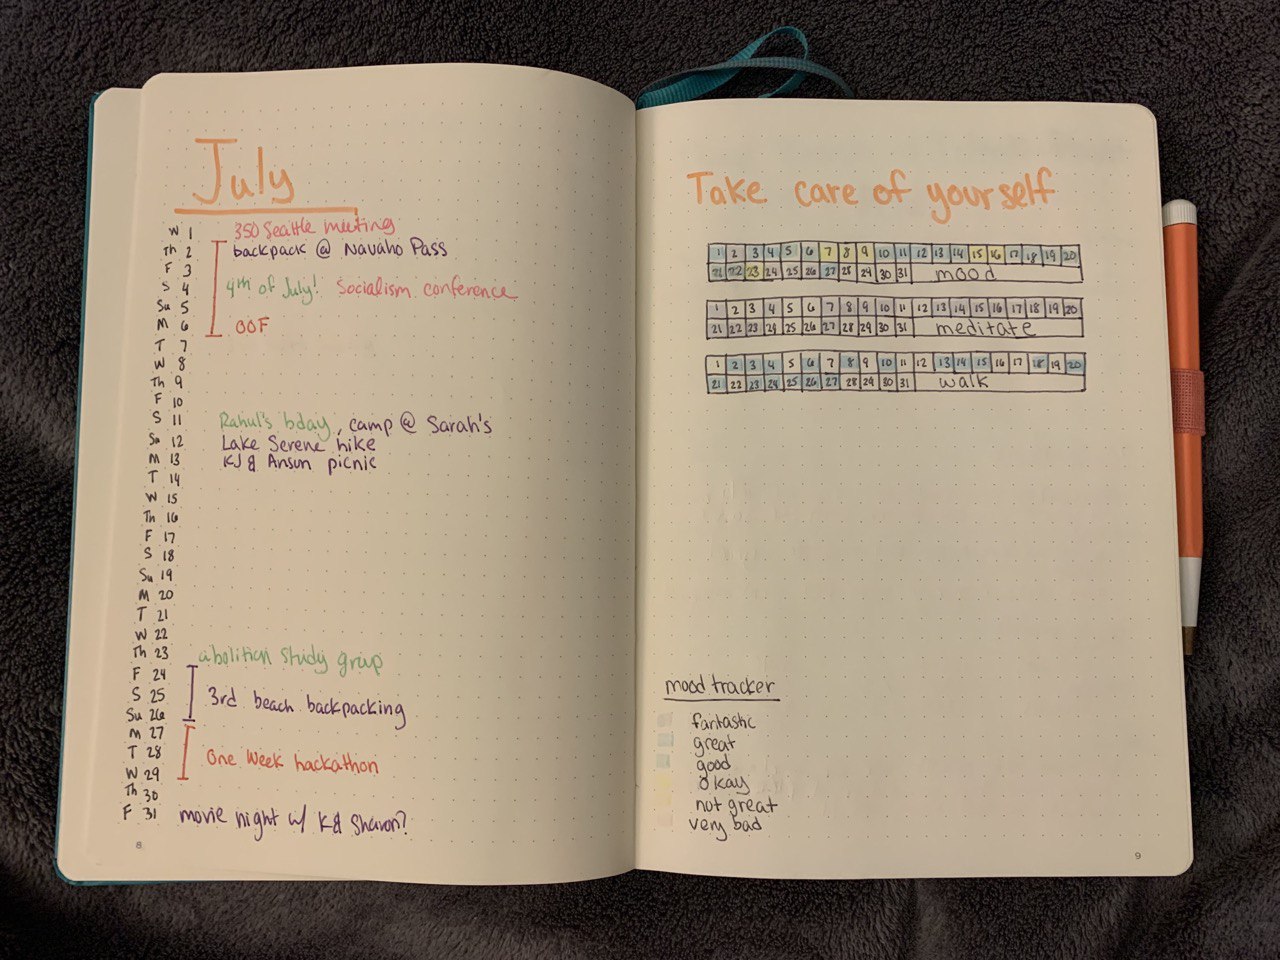 July
W 1 350 Seattle meeting
Th 2 backpack @ Navaho Pass
F 3
S 4 4th of July! Socialism conference
Su 5
M 6 OOF
T 7
W 8
Th 9
F 10
S 11 Rahul's bday, camp @ Sarah's
Su 12 Lake Serene hike
M 13 KJ & Ansun picnic
T 14
W 15
Th 16
F 17
S 18
Su 19
M 20
T 21
W 22
Th 23 abolition study group
F 24
S 25 3rd beach backpacking
Su 26
M 27
T 28 One Week hackathon
W 29
Th 30
F 31 movie night w/ K & Sharon?
8
Take care of yourself
1 2 3 4 5 6 7 8 9 10 11 12 13 14 15 16 17 18 19 20
21 22 23 24 25 26 27 28 29 30 31 mood
1 2 3 4 5 6 7 8 9 10 11 12 13 14 15 16 17 18 19 20
21 22 23 24 25 26 27 28 29 30 31 meditate
1 2 3 4 5 6 7 8 9 10 11 12 13 14 15 16 17 18 19 20
21 22 23 24 25 26 27 28 29 30 31 walk
mood tracker
fantastic
great
good
okay
not great
very bad
9